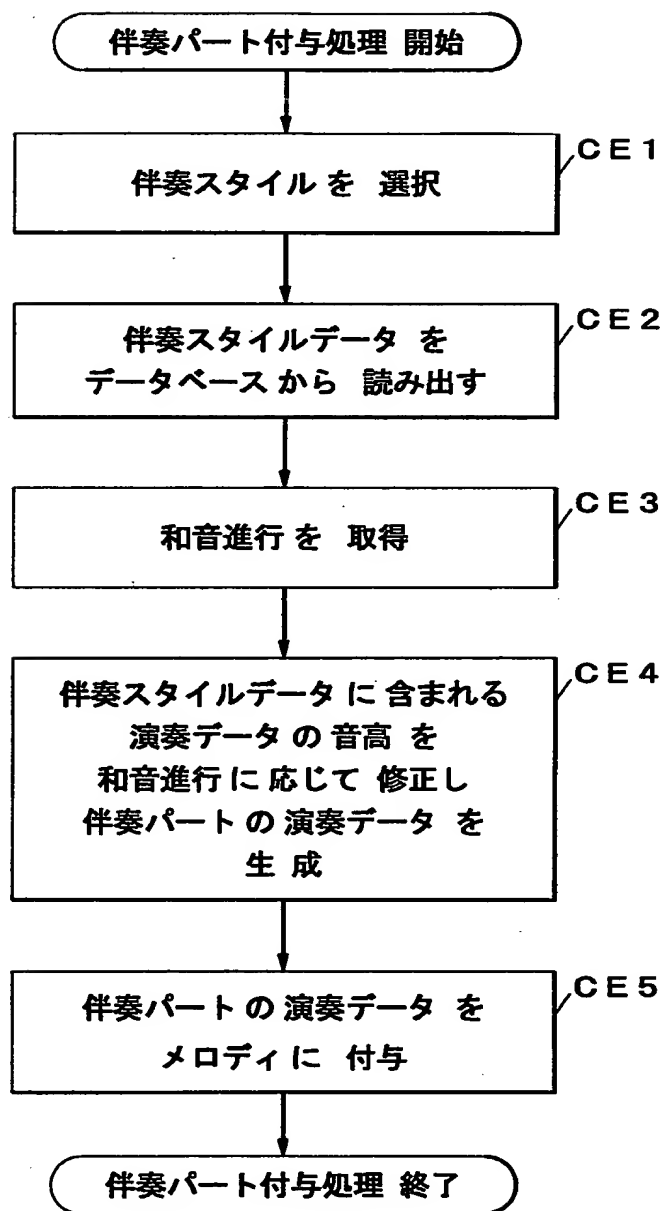 伴奏パート付与処理 開始
CE1
伴奏スタイル を 選択
CE2
伴奏スタイルデータ を
データベース から 読み出す
CE3
和音進行 を 取得
CE4
伴奏スタイルデータ に 含まれる
演奏データ の 音高 を
和音進行 に 応じて 修正し
伴奏パート の 演奏データ を
生 成
CE5
伴奏パート の 演奏データ を
メロディ に 付与
伴奏パート付与処理 終了